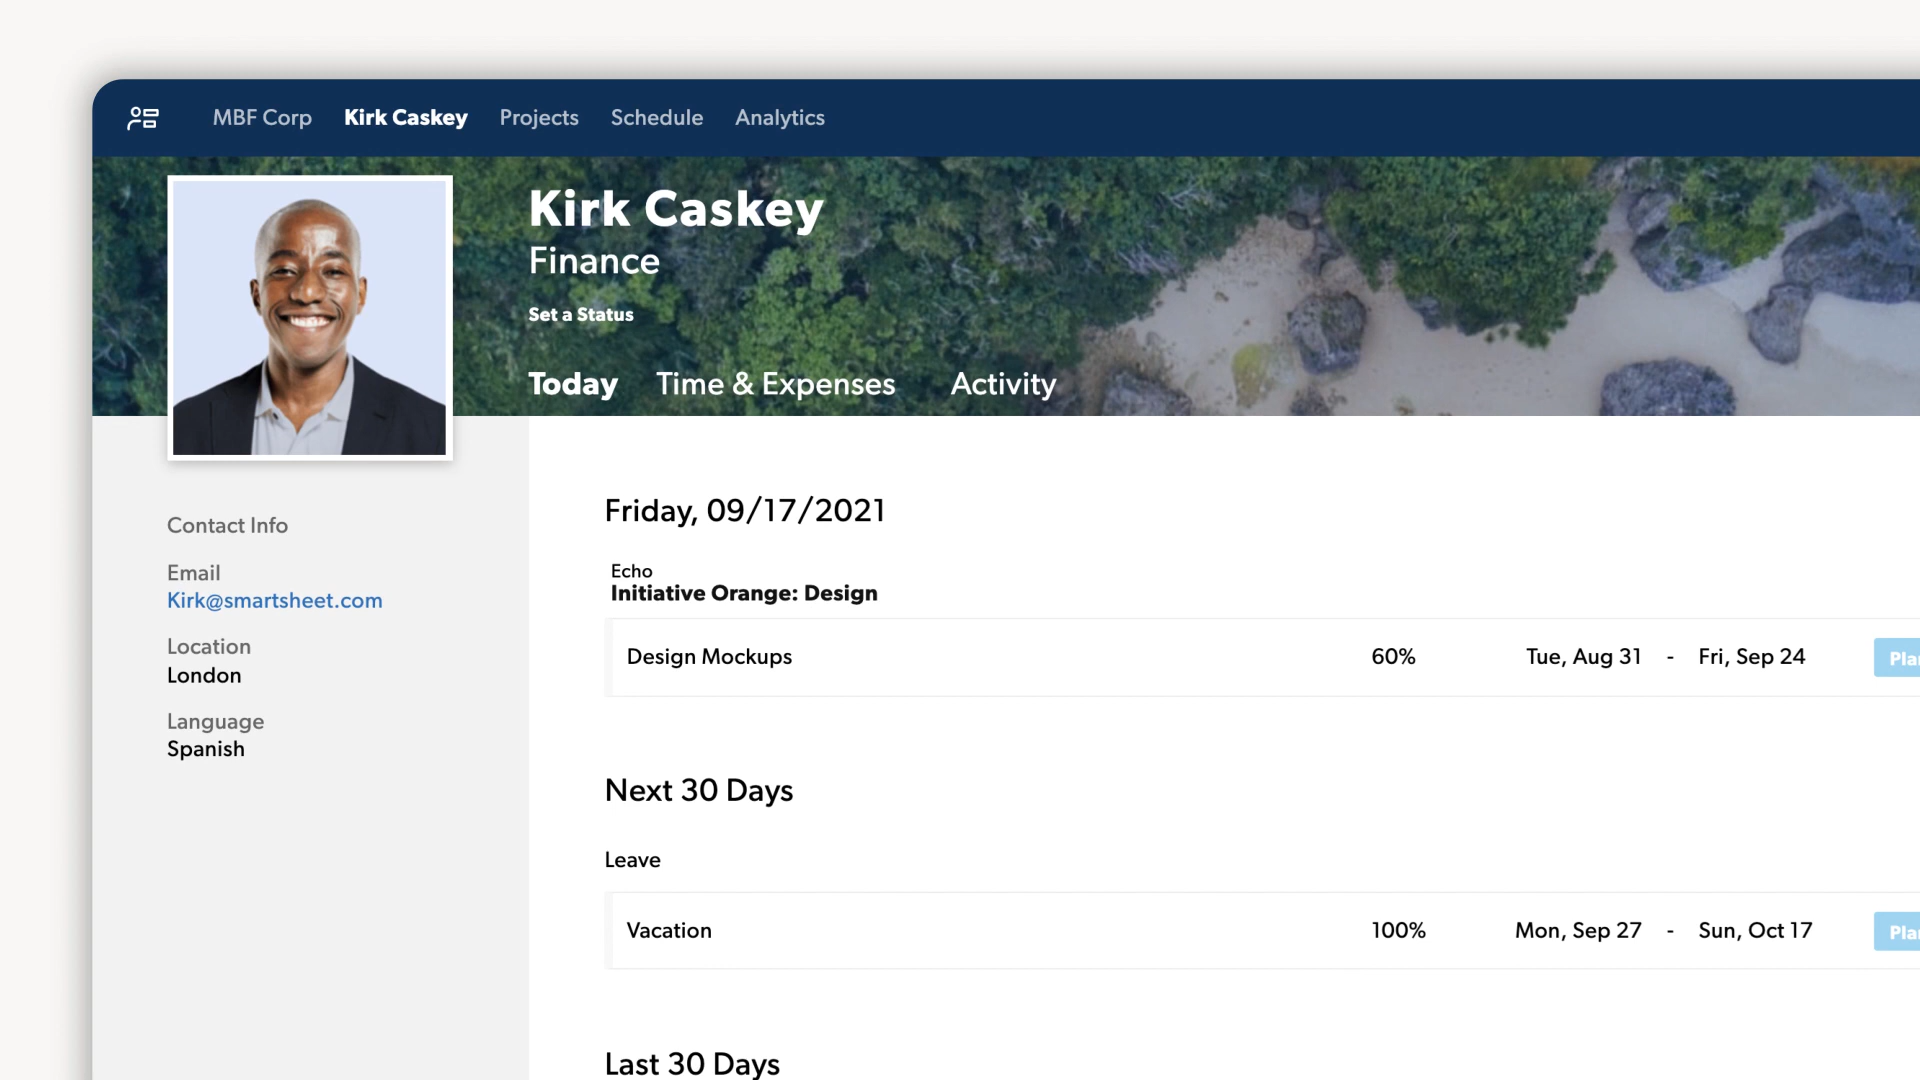 MBF Corp Kirk Caskey Projects Schedule Analytics
Kirk Caskey
Finance
Set a Status
Today Time & Expenses Activity
Contact Info
Email
Kirk@smartsheet.com
Location
London
Language
Spanish
Friday, 09/17/2021
Echo
Initiative Orange: Design
Design Mockups 60% Tue, Aug 31 - Fri, Sep 24
Next 30 Days
Leave
Vacation 100% Mon, Sep 27 - Sun, Oct 17
Last 30 Days